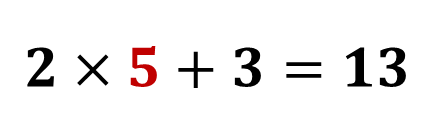 2 × 5 + 3 = 13